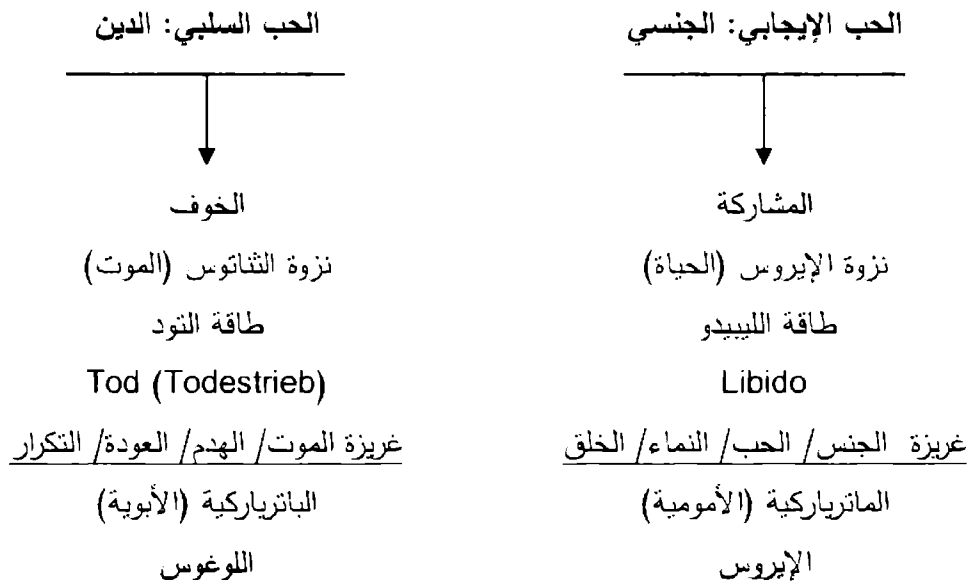 الحب الإيجابي: الجنسي
المشاركة
نزوة الإيروس (الحياة)
طاقة الليبيدو
Libido
غريزة الجنس/ الحب/ النماء/ الخلق
الماترياركية (الأمومية)
الإيروس
الحب السلبي: الدين
الخوف
نزوة الثناتوس (الموت)
طاقة التود
Tod (Todestrieb)
غريزة الموت/ الهدم/ العودة/ التكرار
الباترياركية (الأبوية)
اللوغوس